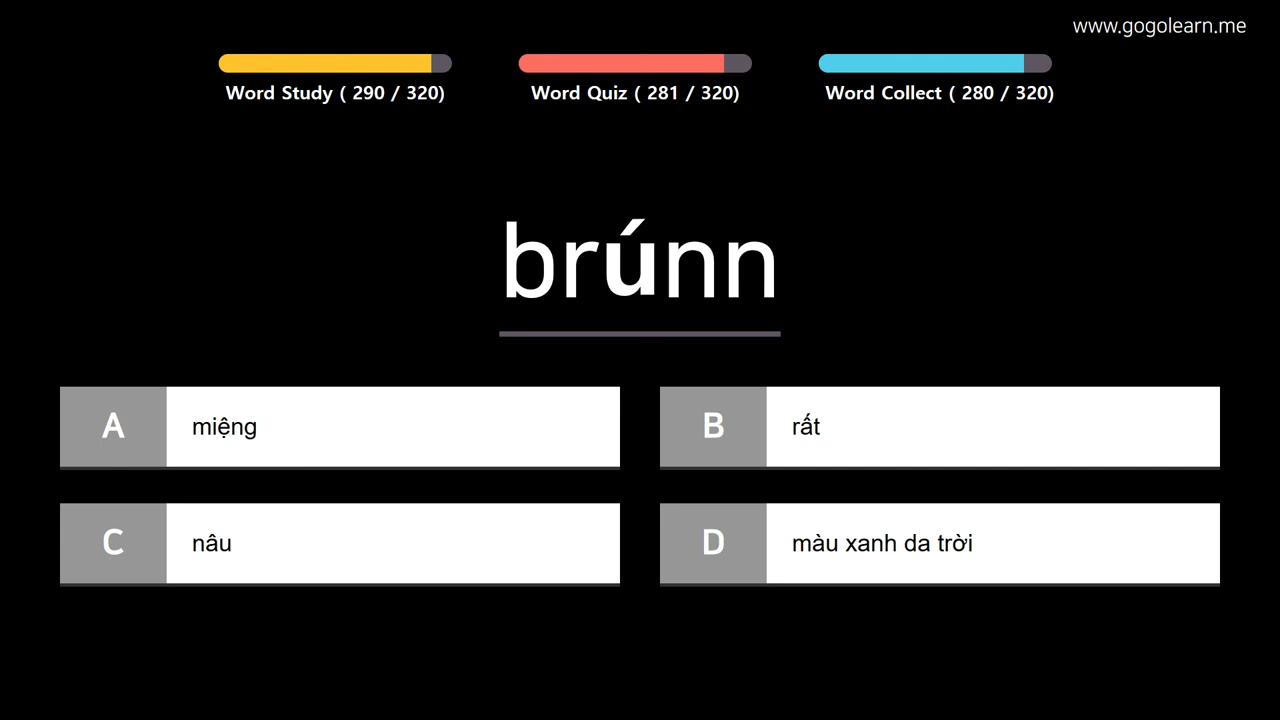 www.gogolearn.me
Word Study ( 290 / 320)
Word Quiz ( 281 / 320)
Word Collect ( 280 / 320)
brúnn
A miệng
B rất
C nâu
D màu xanh da trời